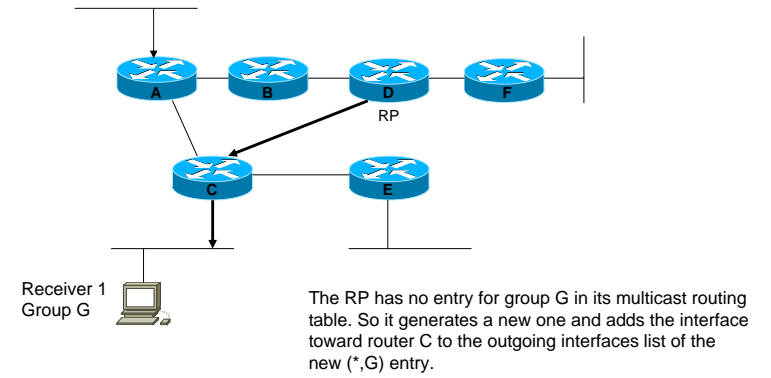 A
B
D
F
RP
C
E
Receiver 1
Group G
The RP has no entry for group G in its multicast routing
table. So it generates a new one and adds the interface
toward router C to the outgoing interfaces list of the
new (*,G) entry.